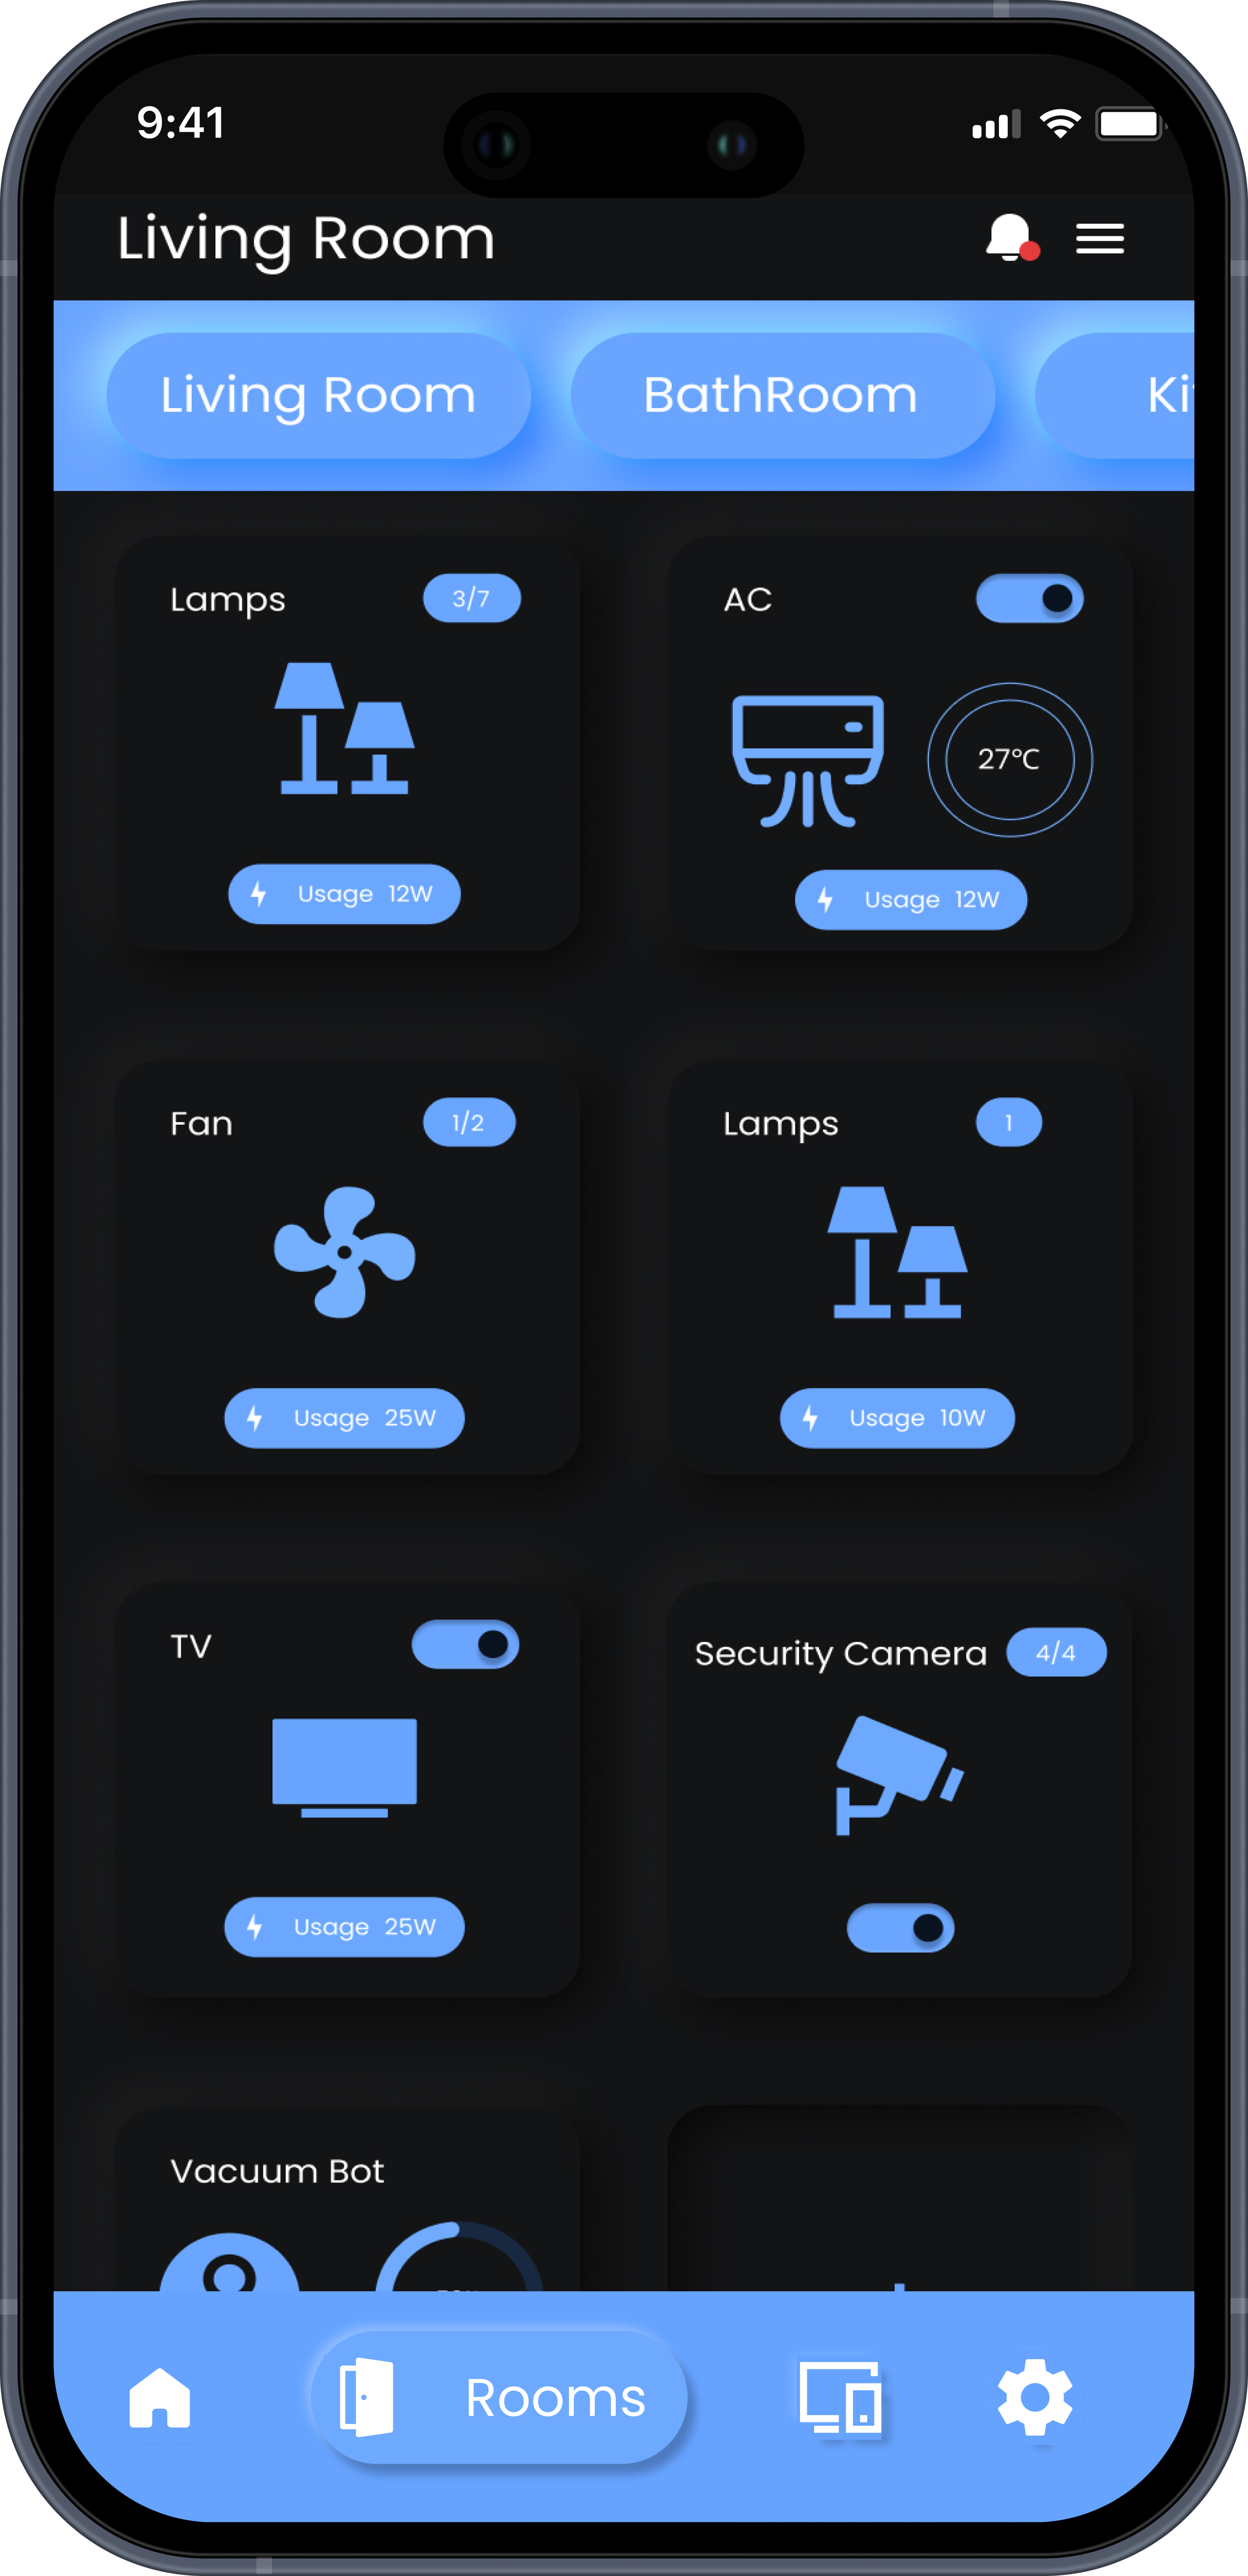 9:41
Living Room
Living Room BathRoom Ki
Lamps 3/7
AC
27°C
Usage 12W
Usage 12W
Fan 1/2
Lamps 1
Usage 25W
Usage 10W
TV
Security Camera 4/4
Usage 25W
Vacuum Bot
Rooms